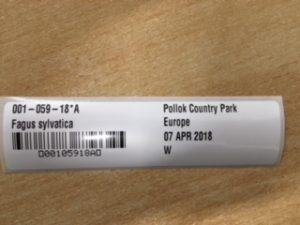 001-059-18*A
Fagus sylvatica
D00105918AD
Pollok Country Park
Europe
07 APR 2018
W